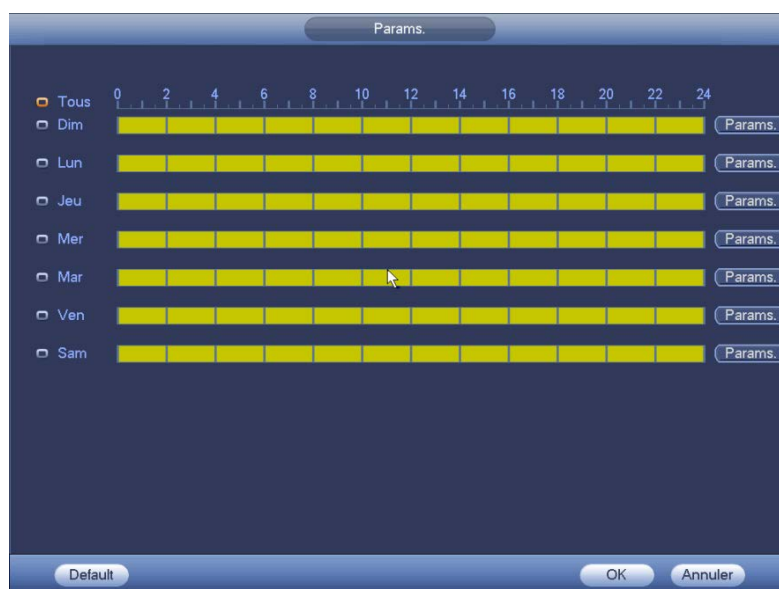 Params.
Tous 0 2 4 6 8 10 12 14 16 18 20 22 24
Dim Params.
Lun Params.
Jeu Params.
Mer Params.
Mar Params.
Ven Params.
Sam Params.
Default OK Annuler